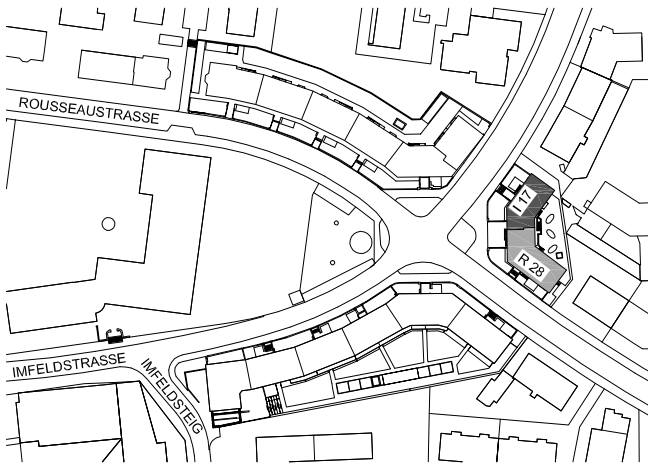 ROUSSEAUSTRASSE
I 17
R 28
IMFELDSTRASSE
IMFELDSTEIG